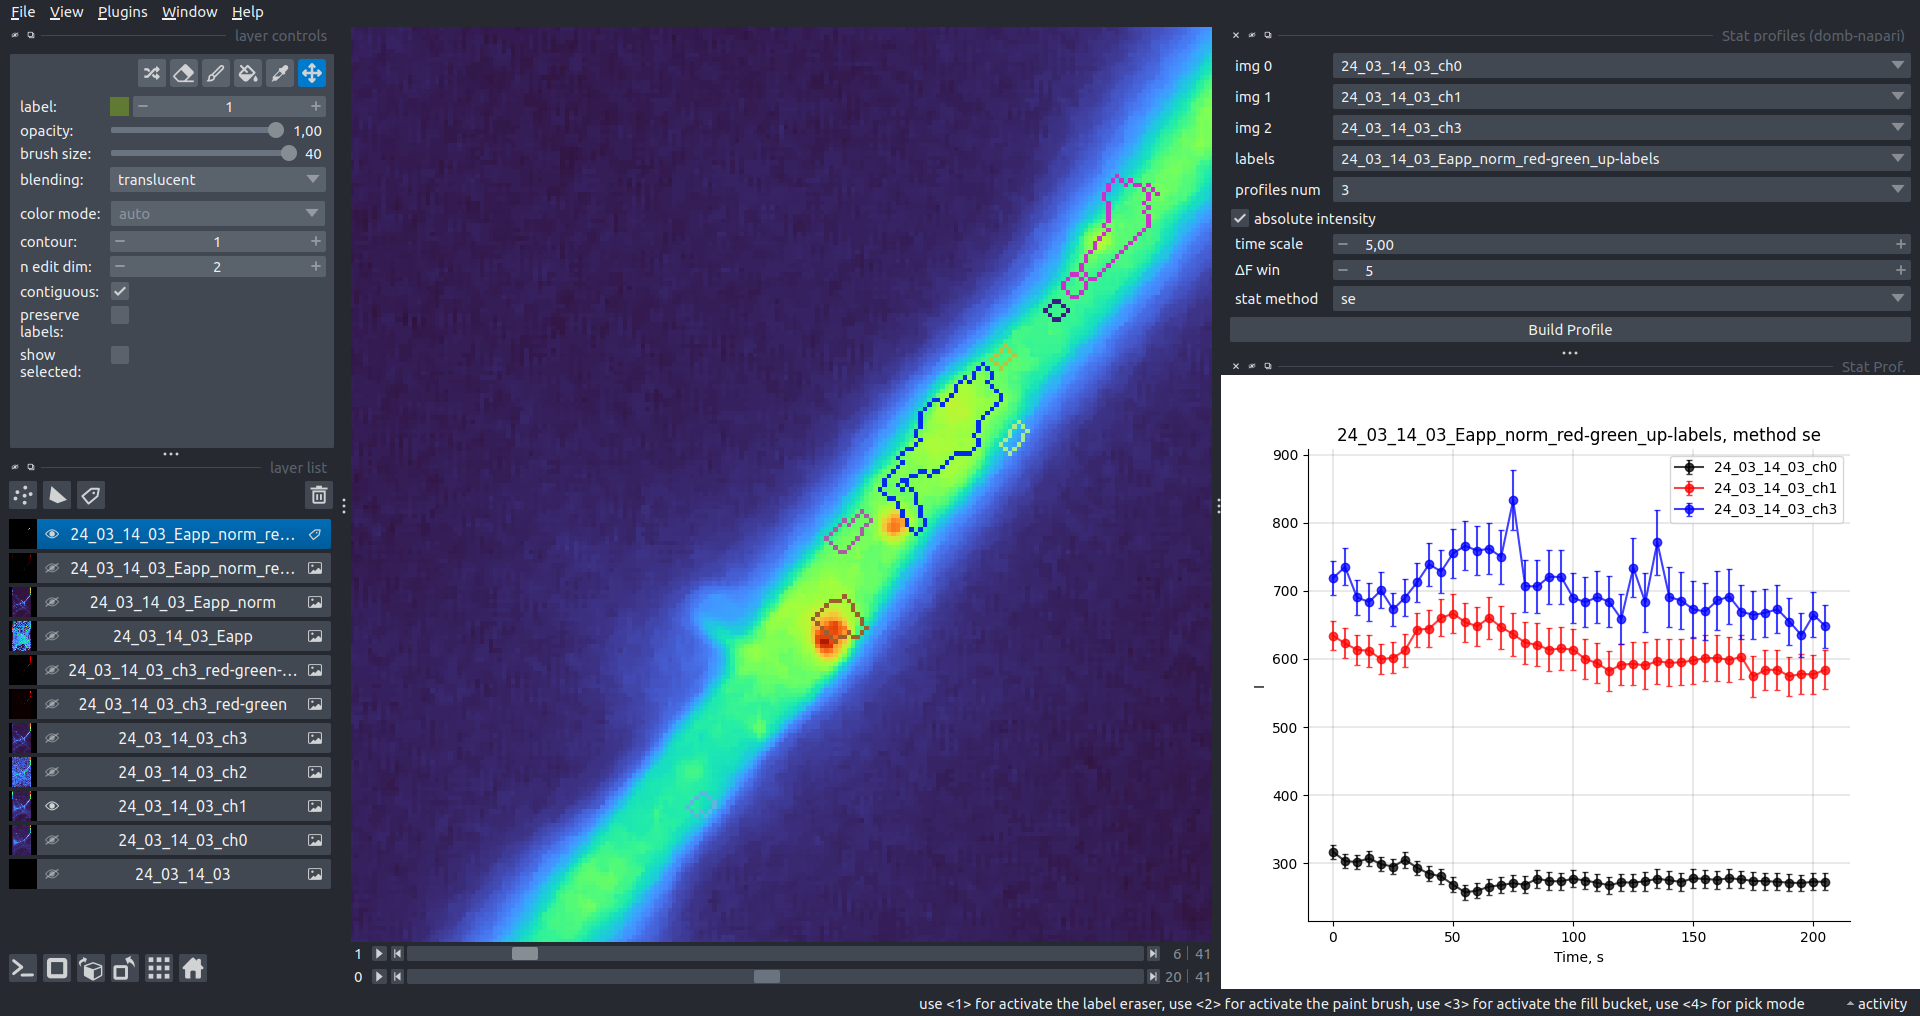 File View Plugins Window Help
layer controls
label: 1
opacity: 1,00
brush size: 40
blending: translucent
color mode: auto
contour: 1
n edit dim: 2
contiguous:
preserve
labels:
show
selected:
layer list
24_03_14_03_Eapp_norm_re...
24_03_14_03_Eapp_norm_re...
24_03_14_03_Eapp_norm
24_03_14_03_Eapp
24_03_14_03_ch3_red-green-...
24_03_14_03_ch3_red-green
24_03_14_03_ch3
24_03_14_03_ch2
24_03_14_03_ch1
24_03_14_03_ch0
24_03_14_03
1 6 | 41
0 20 | 41
Stat profiles (domb-napari)
img 0 24_03_14_03_ch0
img 1 24_03_14_03_ch1
img 2 24_03_14_03_ch3
labels 24_03_14_03_Eapp_norm_red-green_up-labels
profiles num 3
absolute intensity
time scale 5,00
ΔF win 5
stat method se
Build Profile
Stat Prof.
24_03_14_03_Eapp_norm_red-green_up-labels, method se
24_03_14_03_ch0
24_03_14_03_ch1
24_03_14_03_ch3
900
800
700
600
500
400
300
I
0 50 100 150 200
Time, s
use <1> for activate the label eraser, use <2> for activate the paint brush, use <3> for activate the fill bucket, use <4> for pick mode
activity